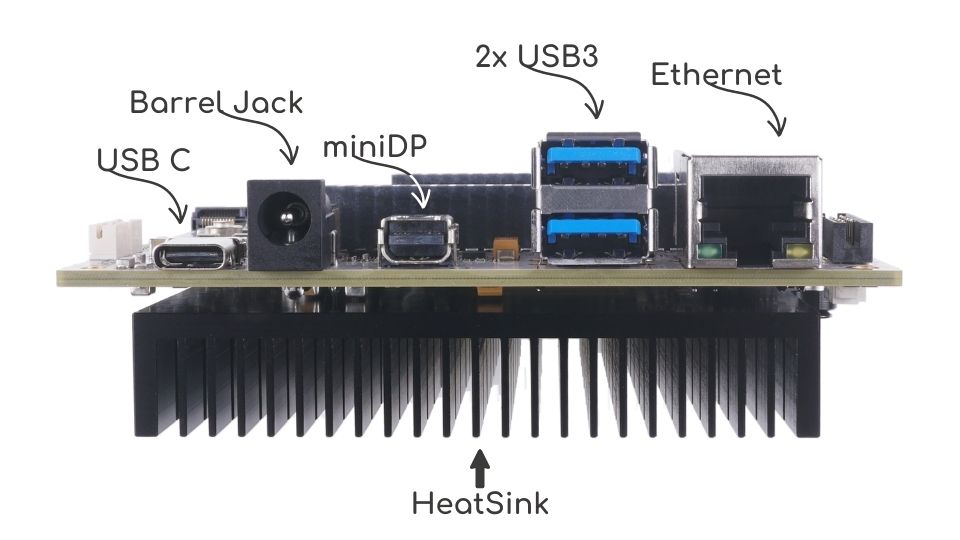 2x USB3
Ethernet
Barrel Jack
miniDP
USB C
HeatSink